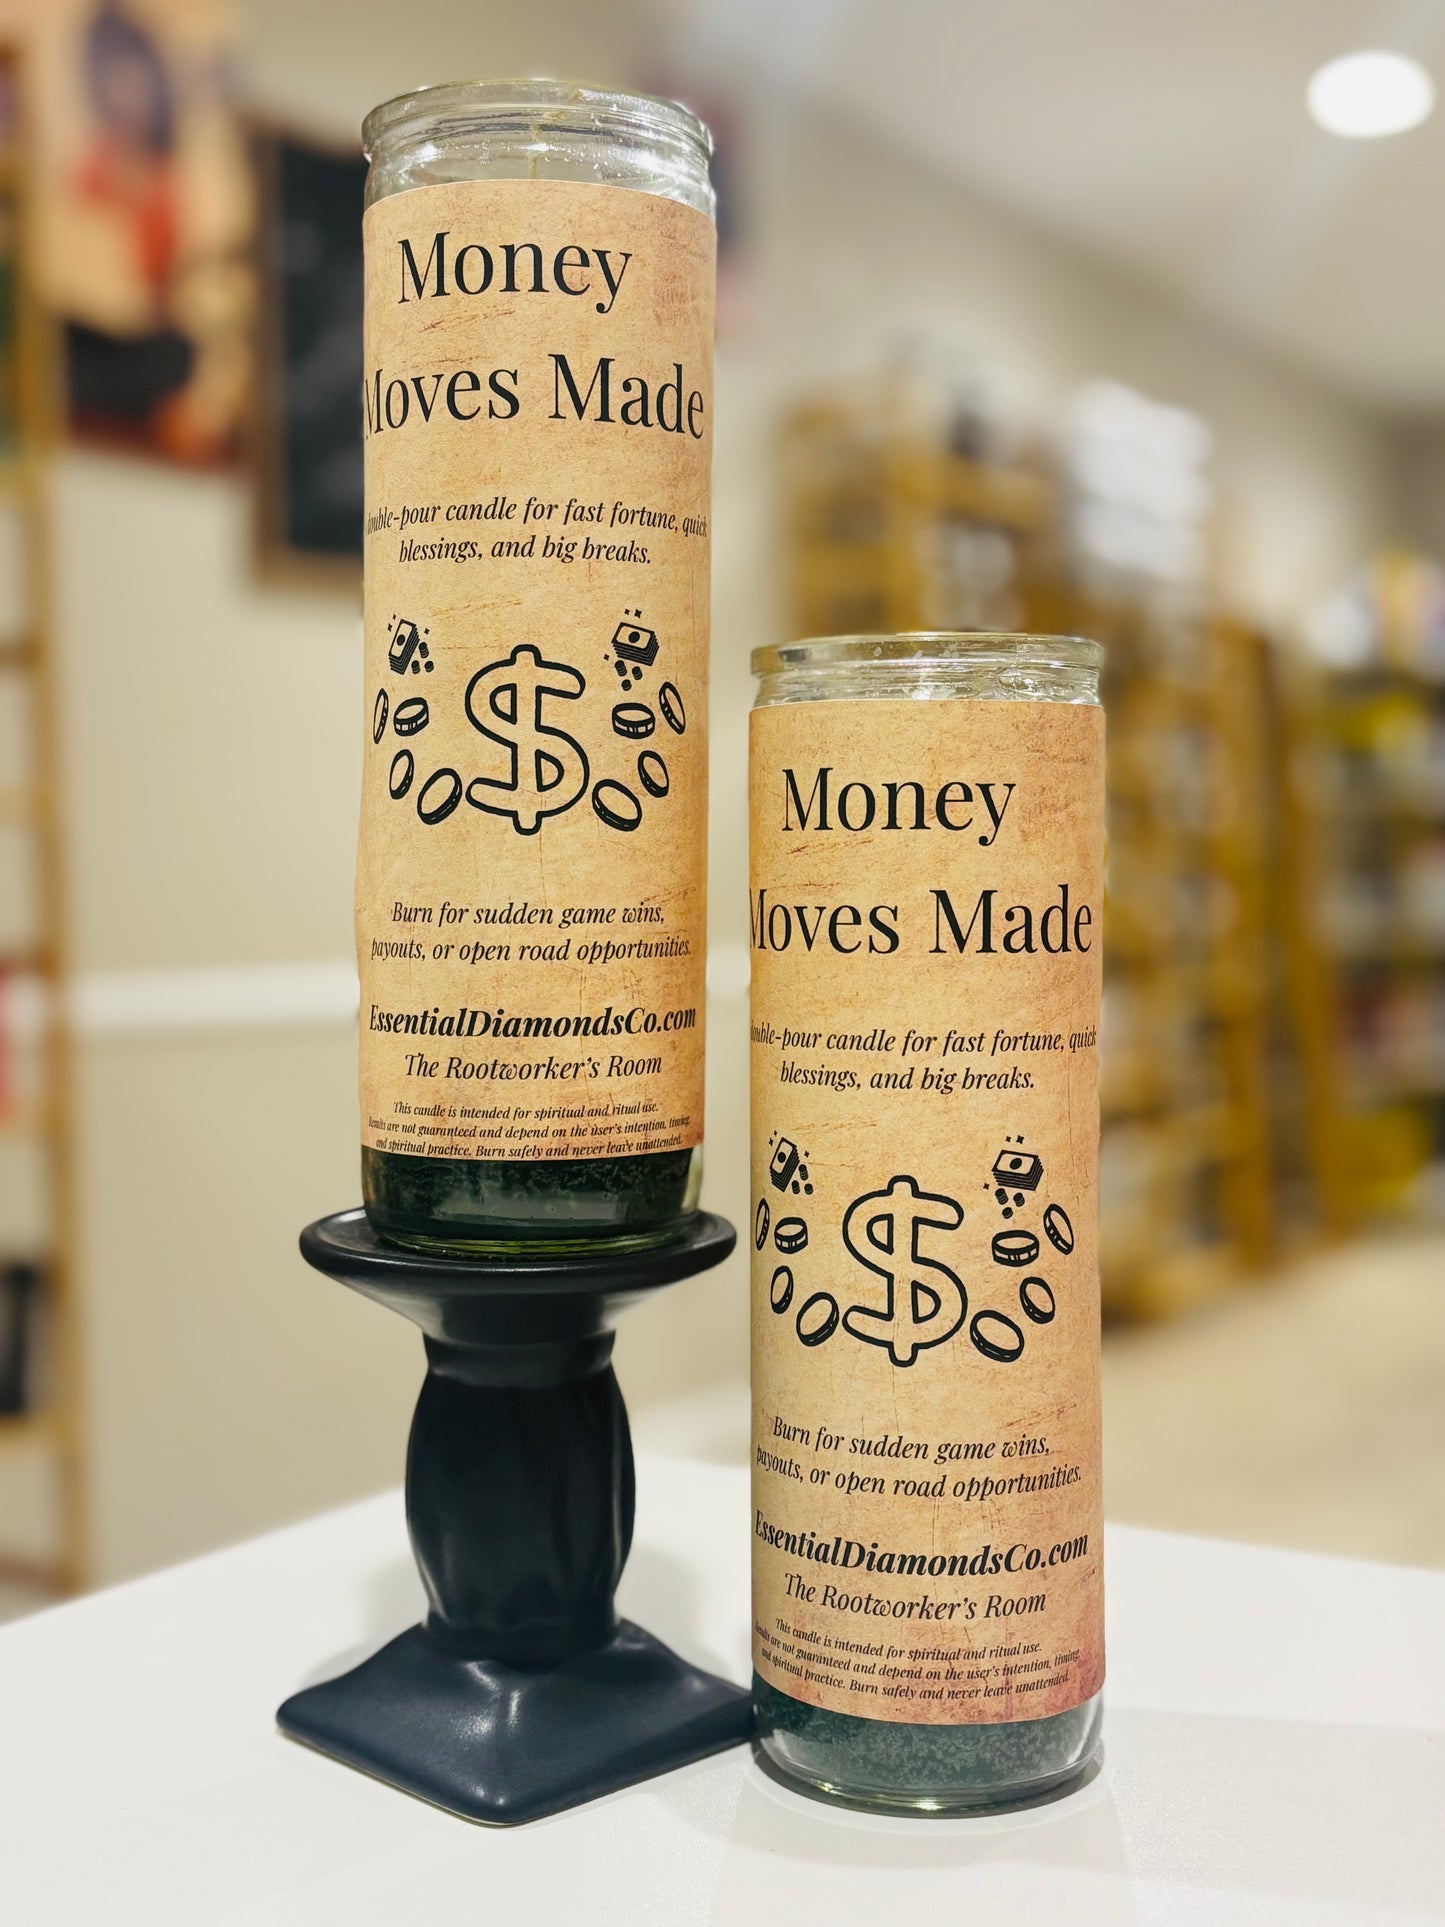 Money
Moves Made
double-pour candle for fast fortune, quick
blessings, and big breaks.
$
Burn for sudden game wins,
payouts, or open road opportunities.
EssentialDiamondsCo.com
The Rootworker's Room
This candle is intended for spiritual and ritual use.
Results are not guaranteed and depend on the user's intention, timing,
and spiritual practice. Burn safely and never leave unattended.
Money
Moves Made
double-pour candle for fast fortune, quick
blessings, and big breaks.
$
Burn for sudden game wins,
payouts, or open road opportunities.
EssentialDiamondsCo.com
The Rootworker's Room
This candle is intended for spiritual and ritual use.
Results are not guaranteed and depend on the user's intention, timing,
and spiritual practice. Burn safely and never leave unattended.